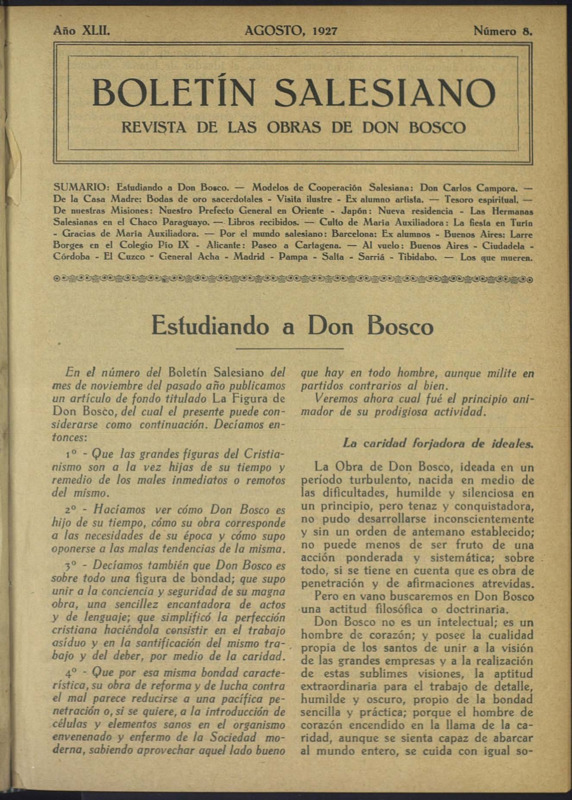 Año XLII. AGOSTO, 1927 Número 8.
BOLETÍN SALESIANO
REVISTA DE LAS OBRAS DE DON BOSCO
SUMARIO: Estudiando a Don Bosco. — Modelos de Cooperación Salesiana: Don Carlos Campora. —
De la Casa Madre: Bodas de oro sacerdotales - Visita ilustre - Ex alumno artista. — Tesoro espiritual. —
De nuestras Misiones: Nuestro Prefecto General en Oriente - Japón: Nueva residencia - Las Hermanas
Salesianas en el Chaco Paraguayo. — Libros recibidos. — Culto de Maria Auxiliadora: La fiesta en Turín
- Gracias de Maria Auxiliadora. — Por el mundo salesiano: Barcelona: Ex alumnos - Buenos Aires: Larre
Borges en el Colegio Pío IX - Alicante: Paseo a Cartagena. — Al vuelo: Buenos Aires - Ciudadela -
Córdoba - El Cuzco - General Acha - Madrid - Pampa - Salta - Sarriá - Tibidabo. — Los que mueren.
Estudiando a Don Bosco
En el número del Boletín Salesiano del
mes de noviembre del pasado año publicamos
un artículo de fondo titulado La Figura de
Don Bosco, del cual el presente puede con-
siderarse como continuación. Decíamos en-
tonces:
1º - Que las grandes figuras del Cristia-
nismo son a la vez hijas de su tiempo y
remedio de los males inmediatos o remotos
del mismo.
2º - Hacíamos ver cómo Don Bosco es
hijo de su tiempo, cómo su obra corresponde
a las necesidades de su época y cómo supo
oponerse a las malas tendencias de la misma.
3º - Decíamos también que Don Bosco es
sobre todo una figura de bondad; que supo
unir a la conciencia y seguridad de su magna
obra, una sencillez encantadora de actos
y de lenguaje; que simplificó la perfección
cristiana haciéndola consistir en el trabajo
asiduo y en la santificación del mismo tra-
bajo y del deber, por medio de la caridad.
4º - Que por esa misma bondad caracte-
rística, su obra de reforma y de lucha contra
el mal parece reducirse a una pacífica pe-
netración o, si se quiere, a la introducción de
células y elementos sanos en el organismo
envenenado y enfermo de la Sociedad mo-
derna, sabiendo aprovechar aquel lado bueno
que hay en todo hombre, aunque milite en
partidos contrarios al bien.
Veremos ahora cual fué el principio ani-
mador de su prodigiosa actividad.
La caridad forjadora de ideales.
La Obra de Don Bosco, ideada en un
período turbulento, nacida en medio de
las dificultades, humilde y silenciosa en
un principio, pero tenaz y conquistadora,
no pudo desarrollarse inconscientemente
y sin un orden de antemano establecido;
no puede menos de ser fruto de una
acción ponderada y sistemática; sobre
todo, si se tiene en cuenta que es obra de
penetración y de afirmaciones atrevidas.
Pero en vano buscaremos en Don Bosco
una actitud filosófica o doctrinaria.
Don Bosco no es un intelectual; es un
hombre de corazón; y posee la cualidad
propia de los santos de unir a la visión
de las grandes empresas y a la realización
de estas sublimes visiones, la aptitud
extraordinaria para el trabajo de detalle,
humilde y oscuro, propio de la bondad
sencilla y práctica; porque el hombre de
corazón encendido en la llama de la ca-
ridad, aunque se sienta capaz de abarcar
al mundo entero, se cuida con igual so-